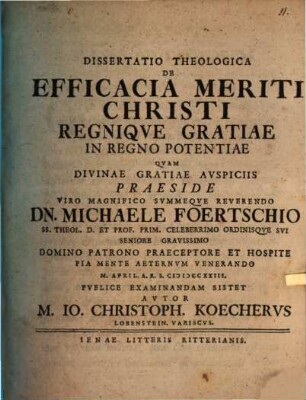 DISSERTATIO THEOLOGICA
DE
EFFICACIA MERITI
CHRISTI
REGNIQVE GRATIAE
IN REGNO POTENTIAE
QVAM
DIVINAE GRATIAE AVSPICIIS
PRAESIDE
VIRO MAGNIFICO SVMMEQVE REVERENDO
DN. MICHAELE FOERTSCHIO
SS. THEOL. D. ET PROF. PRIM. CELEBERRIMO ORDINISQVE SVI
SENIORE GRAVISSIMO
DOMINO PATRONO PRAECEPTORE ET HOSPITE
PIA MENTE AETERNVM VENERANDO
M. APRIL. A. R. S. CIƆIƆCCXXIII.
PVBLICE EXAMINANDAM SISTET
AVTOR
M. IO. CHRISTOPH. KOECHERVS
LOBENSTEIN. VARISCVS.
IENAE LITTERIS RITTERIANIS.